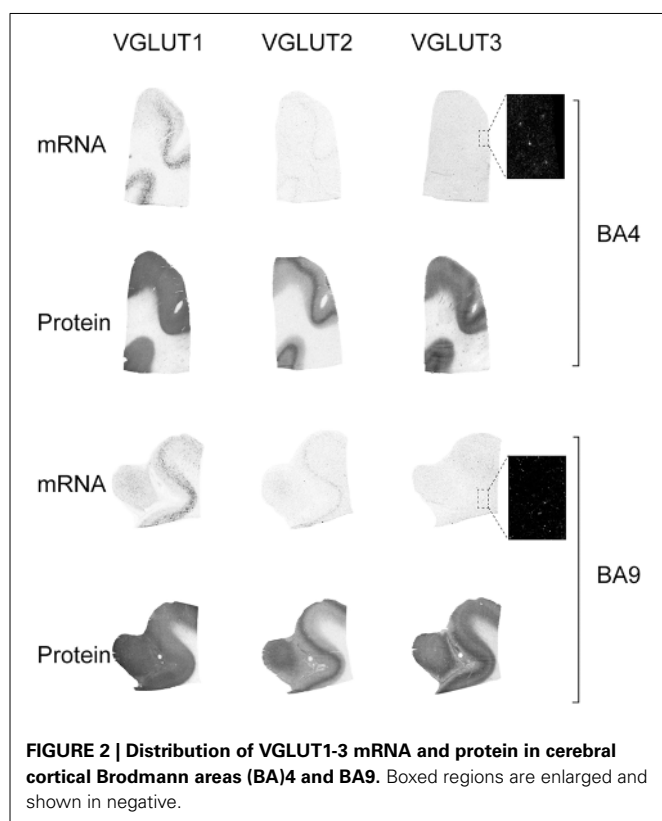 VGLUT1 VGLUT2 VGLUT3
mRNA
BA4
Protein
mRNA
BA9
Protein
FIGURE 2 | Distribution of VGLUT1-3 mRNA and protein in cerebral
cortical Brodmann areas (BA)4 and BA9. Boxed regions are enlarged and
shown in negative.